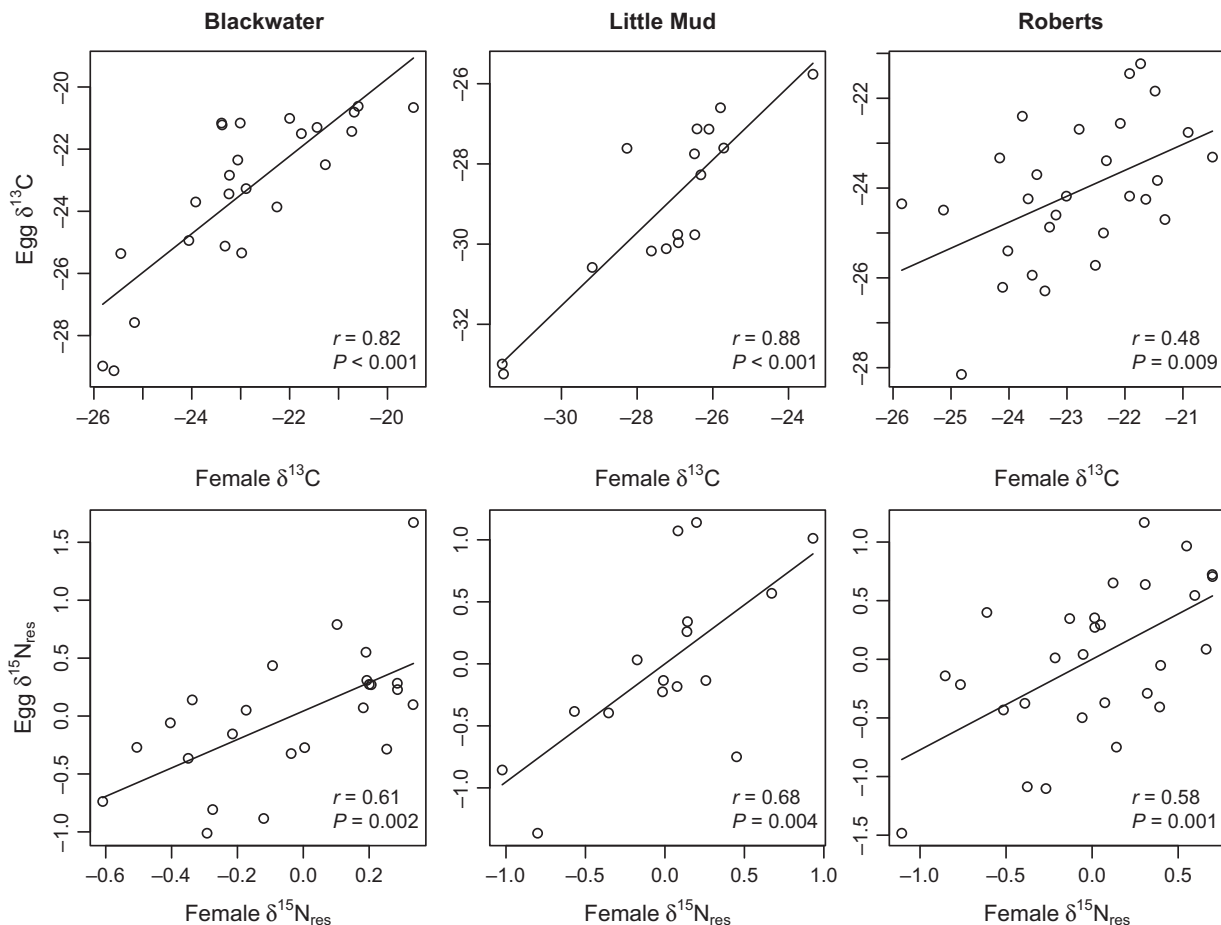 Blackwater Little Mud Roberts
Egg δ¹³C
−20
−22
−24
−26
−28
r = 0.82
P < 0.001
−26 −25 −24 −23 −22 −21 −20
Female δ¹³C
−26
−28
−30
−32
r = 0.88
P < 0.001
−30 −28 −26 −24
Female δ¹³C
−22
−24
−26
−28
r = 0.48
P = 0.009
−26 −25 −24 −23 −22 −21
Female δ¹³C
Egg δ¹⁵Nres
1.5
1.0
0.5
0.0
−0.5
−1.0
r = 0.61
P = 0.002
−0.6 −0.4 −0.2 0.0 0.2
Female δ¹⁵Nres
1.0
0.5
0.0
−0.5
−1.0
r = 0.68
P = 0.004
−1.0 −0.5 0.0 0.5 1.0
Female δ¹⁵Nres
1.0
0.5
0.0
−0.5
−1.0
−1.5
r = 0.58
P = 0.001
−1.0 −0.5 0.0 0.5
Female δ¹⁵Nres